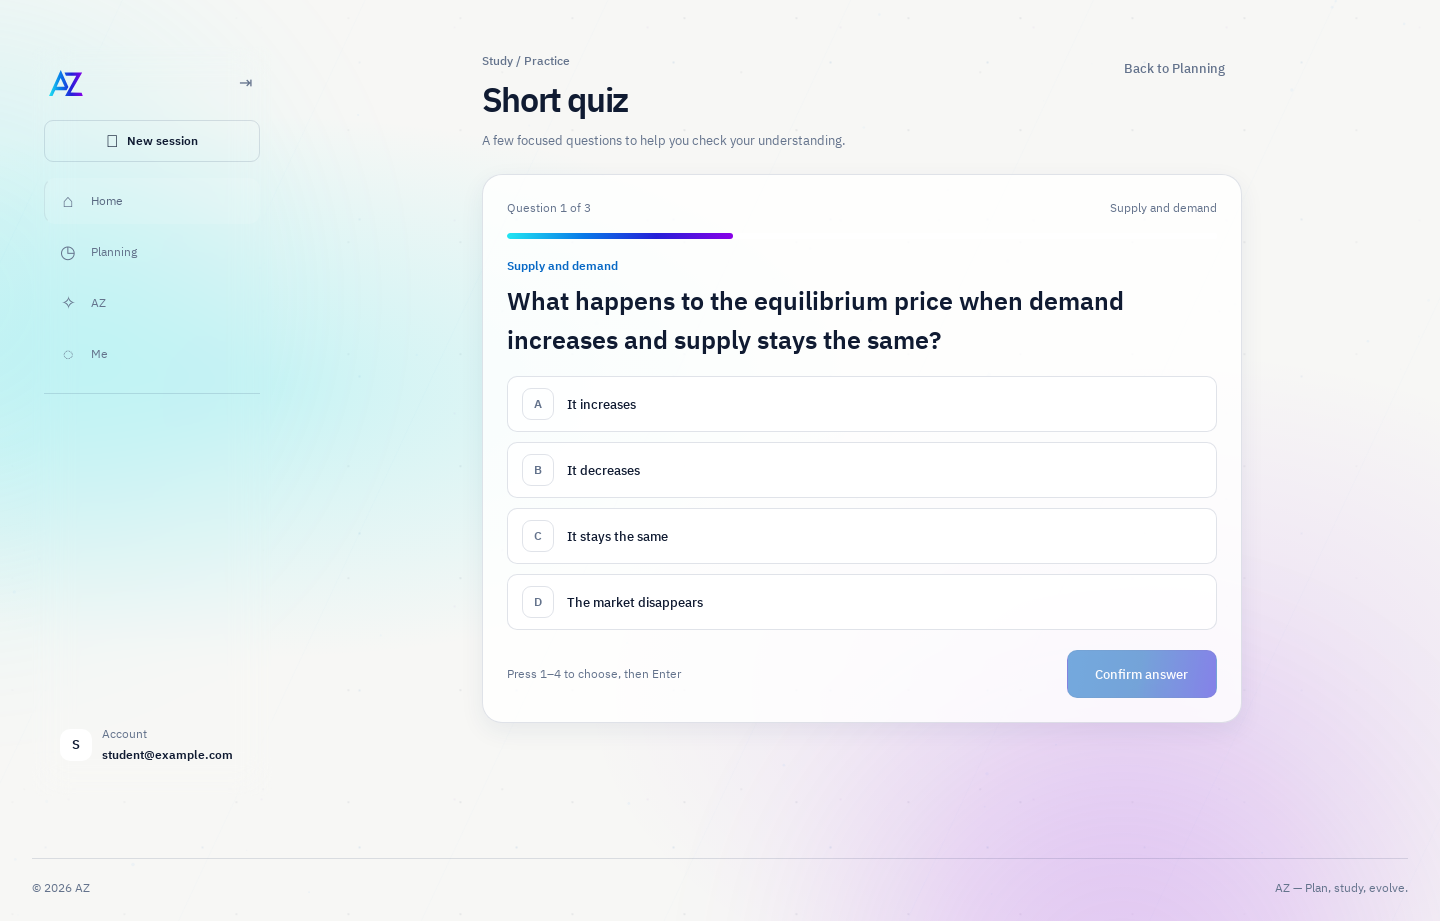 AZ
New session
Home
Planning
AZ
Me
Account
S
student@example.com
Study / Practice
Back to Planning
Short quiz
A few focused questions to help you check your understanding.
Question 1 of 3
Supply and demand
Supply and demand
What happens to the equilibrium price when demand
increases and supply stays the same?
A It increases
B It decreases
C It stays the same
D The market disappears
Press 1–4 to choose, then Enter
Confirm answer
© 2026 AZ
AZ — Plan, study, evolve.